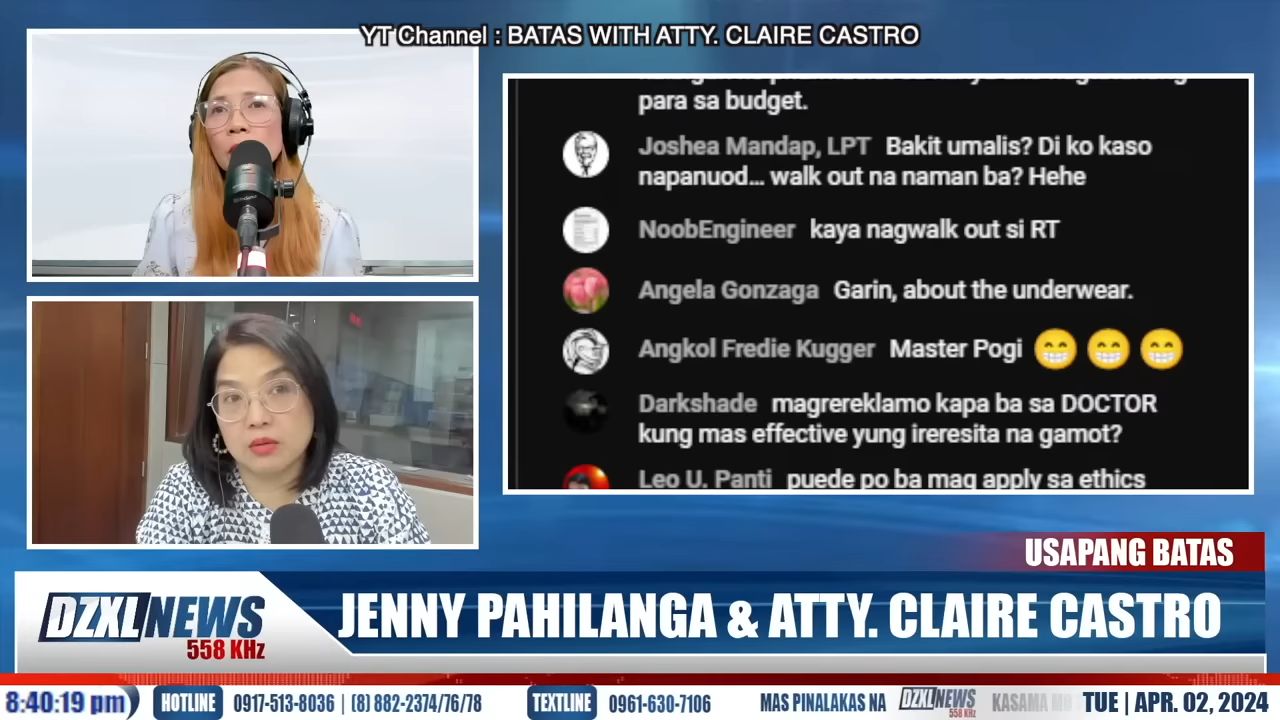 YT Channel : BATAS WITH ATTY. CLAIRE CASTRO
para sa budget.
Joshea Mandap, LPT Bakit umalis? Di ko kaso
napanuod... walk out na naman ba? Hehe
NoobEngineer kaya nagwalk out si RT
Angela Gonzaga Garin, about the underwear.
Angkol Fredie Kugger Master Pogi 😁 😁 😁
Darkshade magrereklamo kapa ba sa DOCTOR
kung mas effective yung ireresita na gamot?
Leo U. Panti puede po ba mag apply sa ethics
USAPANG BATAS
DZXL NEWS
558 KHz
JENNY PAHILANGA & ATTY. CLAIRE CASTRO
8:40:19 pm HOTLINE 0917-513-8036 | (8) 882-2374/76/78 TEXTLINE 0961-630-7106 MAS PINALAKAS NA DZXL NEWS 558 KHz KASAMA TUE | APR. 02, 2024